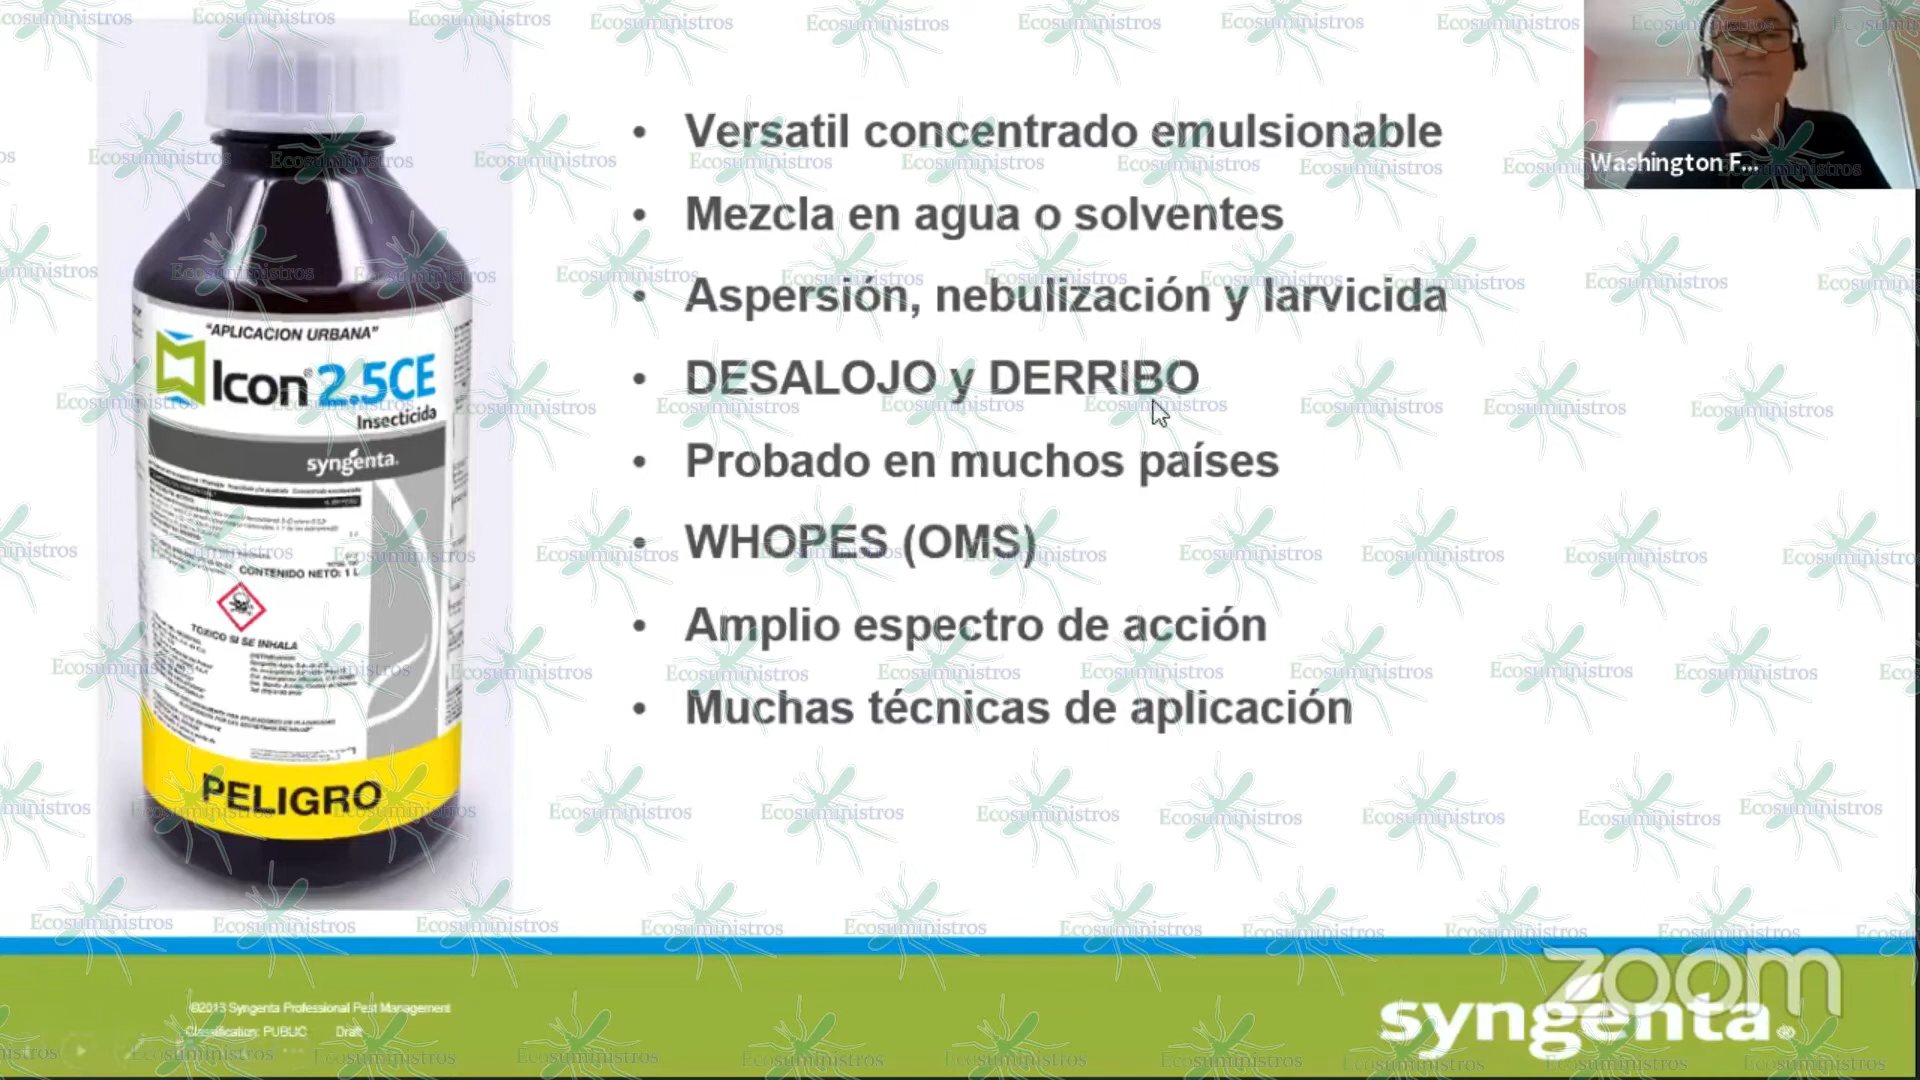 • Versatil concentrado emulsionable
• Mezcla en agua o solventes
• Aspersión, nebulización y larvicida
• DESALOJO y DERRIBO
• Probado en muchos países
• WHOPES (OMS)
• Amplio espectro de acción
• Muchas técnicas de aplicación
Washington F...
"APLICACION URBANA"
Icon® 2.5CE
Insecticida
syngenta.
CONTENIDO NETO: 1 L
TOXICO SI SE INHALA
PELIGRO
©2013 Syngenta Professional Pest Management
Classification: PUBLIC Draft
zoom
syngenta®
Ecosuministros